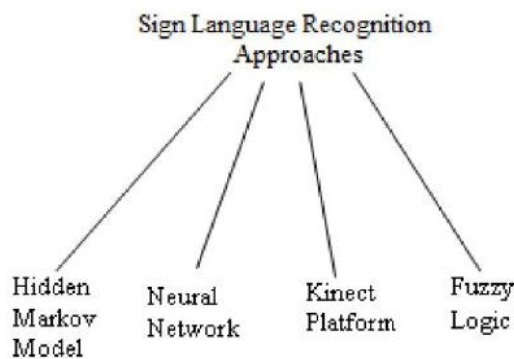 Sign Language Recognition
Approaches
Hidden
Markov
Model
Neural
Network
Kinect
Platform
Fuzzy
Logic